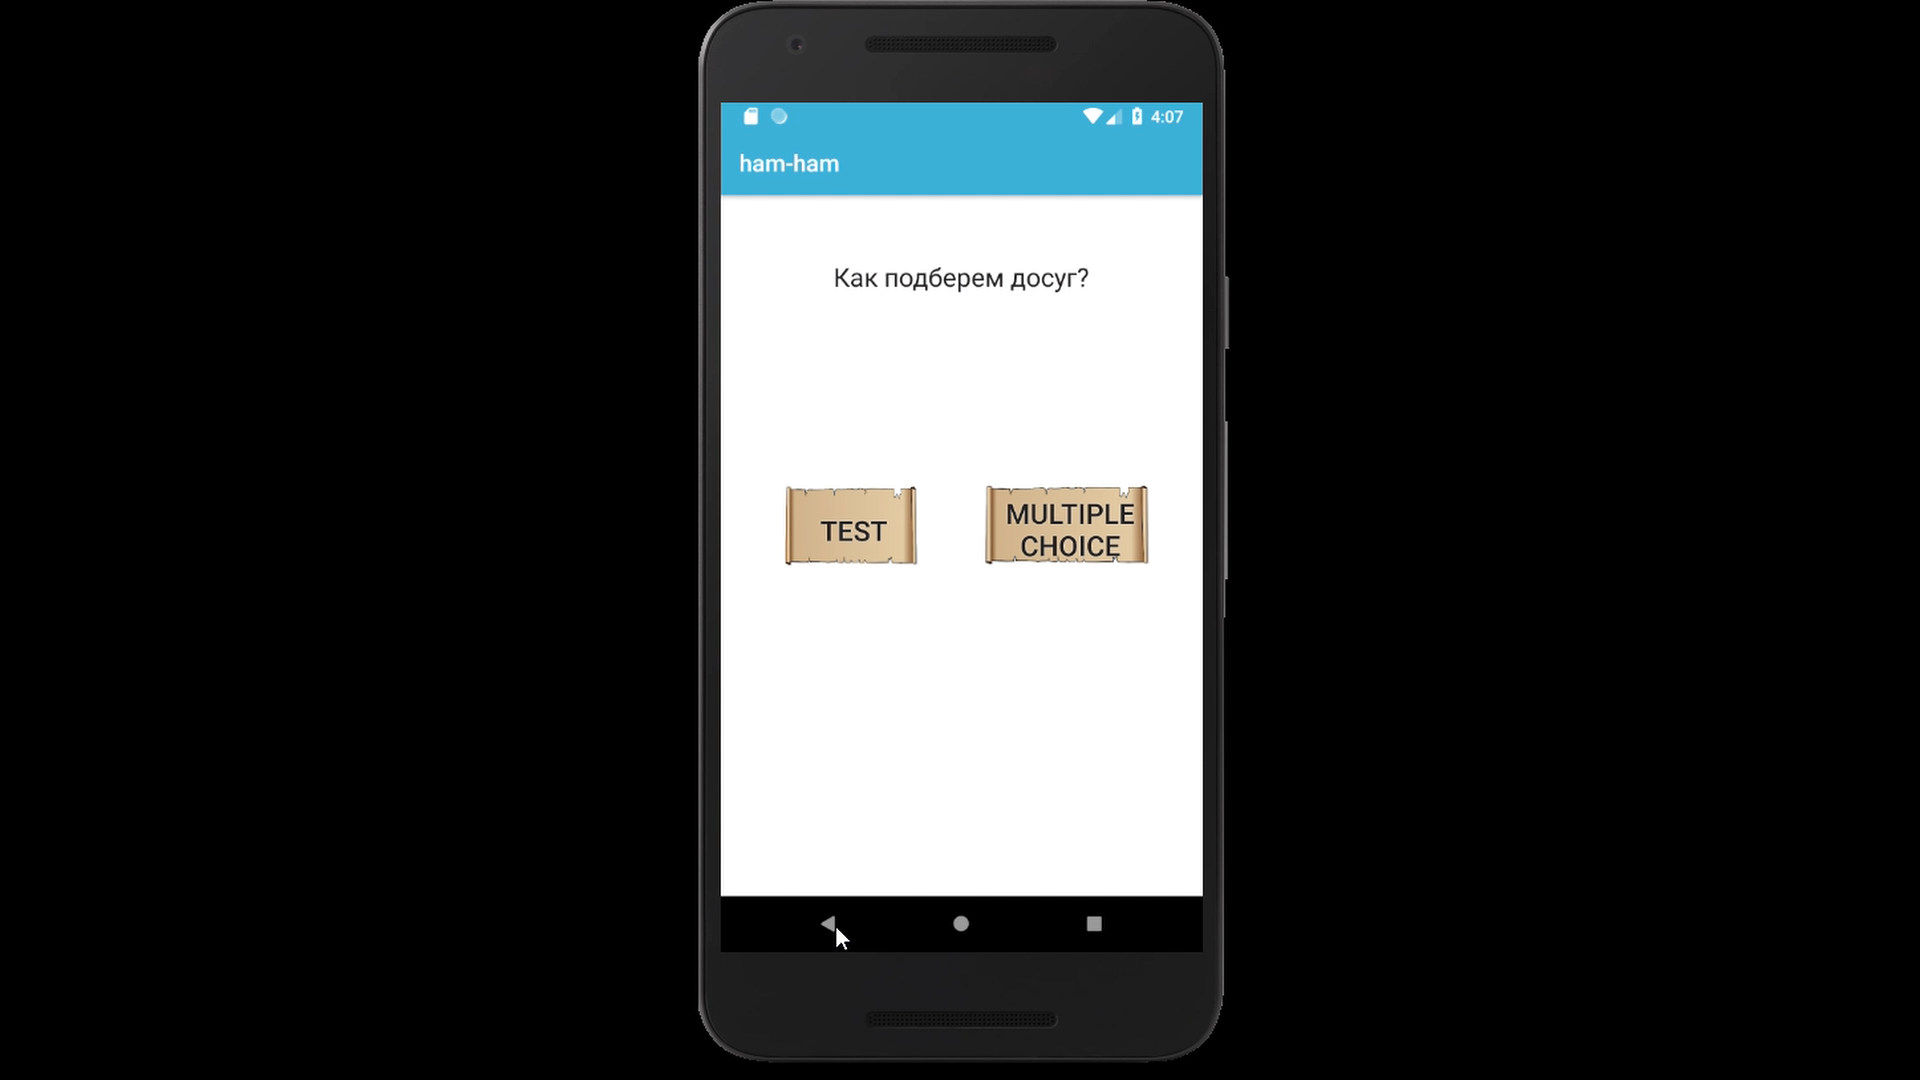 4:07
ham-ham
Как подберем досуг?
TEST
MULTIPLE
CHOICE